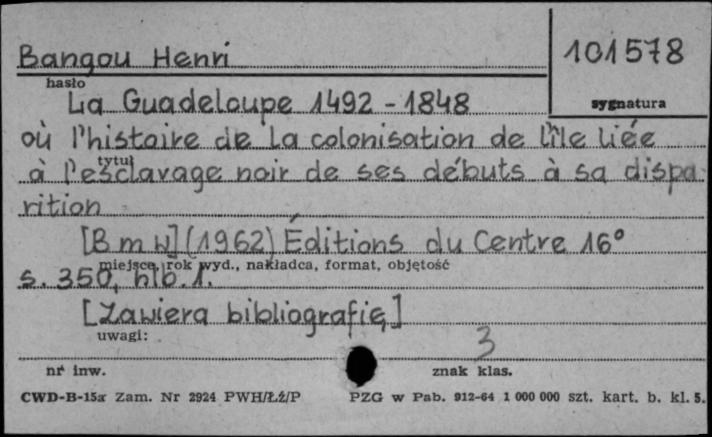 Bangou Henri
101578
hasło
sygnatura
La Guadeloupe 1492 - 1848
où l'histoire de la colonisation de l'île liée
tytuł
à l'esclavage noir de ses débuts à sa dispa
rition
[B m w] (1962) Éditions du Centre 16°
miejsce, rok wyd., nakładca, format, objętość
s. 350, nlb. 1.
[Zawiera bibliografię]
uwagi:
3
nr inw.
znak klas.
CWD-B-15a Zam. Nr 2924 PWH/Łź/P PZG w Pab. 912-64 1 000 000 szt. kart. b. kl. 5.